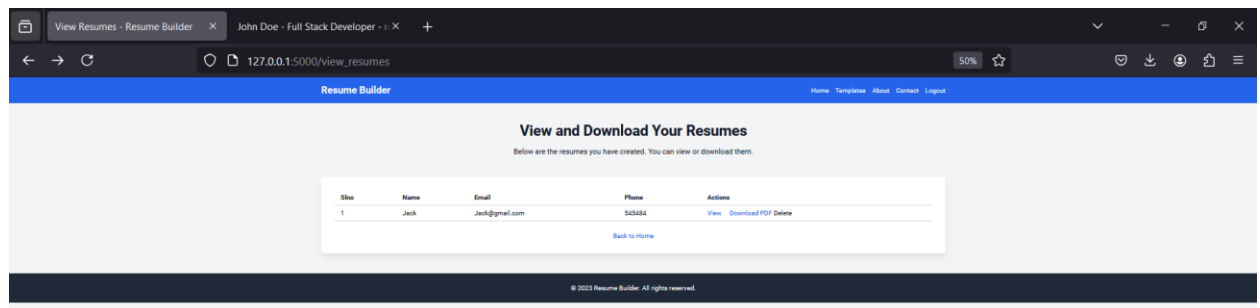 View Resumes - Resume Builder John Doe - Full Stack Developer -
127.0.0.1:5000/view_resumes 50%
Resume Builder Home Templates About Contact Logout
View and Download Your Resumes
Below are the resumes you have created. You can view or download them.
Slno Name Email Phone Actions
1 Jack Jack@gmail.com 545484 View Download PDF Delete
Back to Home
© 2023 Resume Builder. All rights reserved.